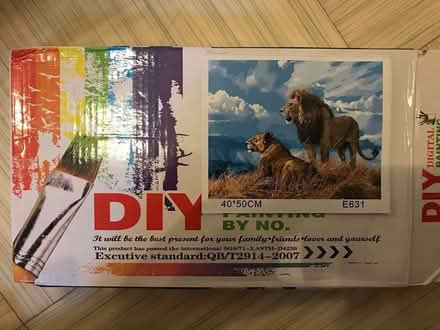 40*50CM E631
DIY
PAINTING
BY NO.
It will be the best present for your family·friends·lover and yourself
Excutive standard:QB/T2914-2007
DIY
DIGITAL